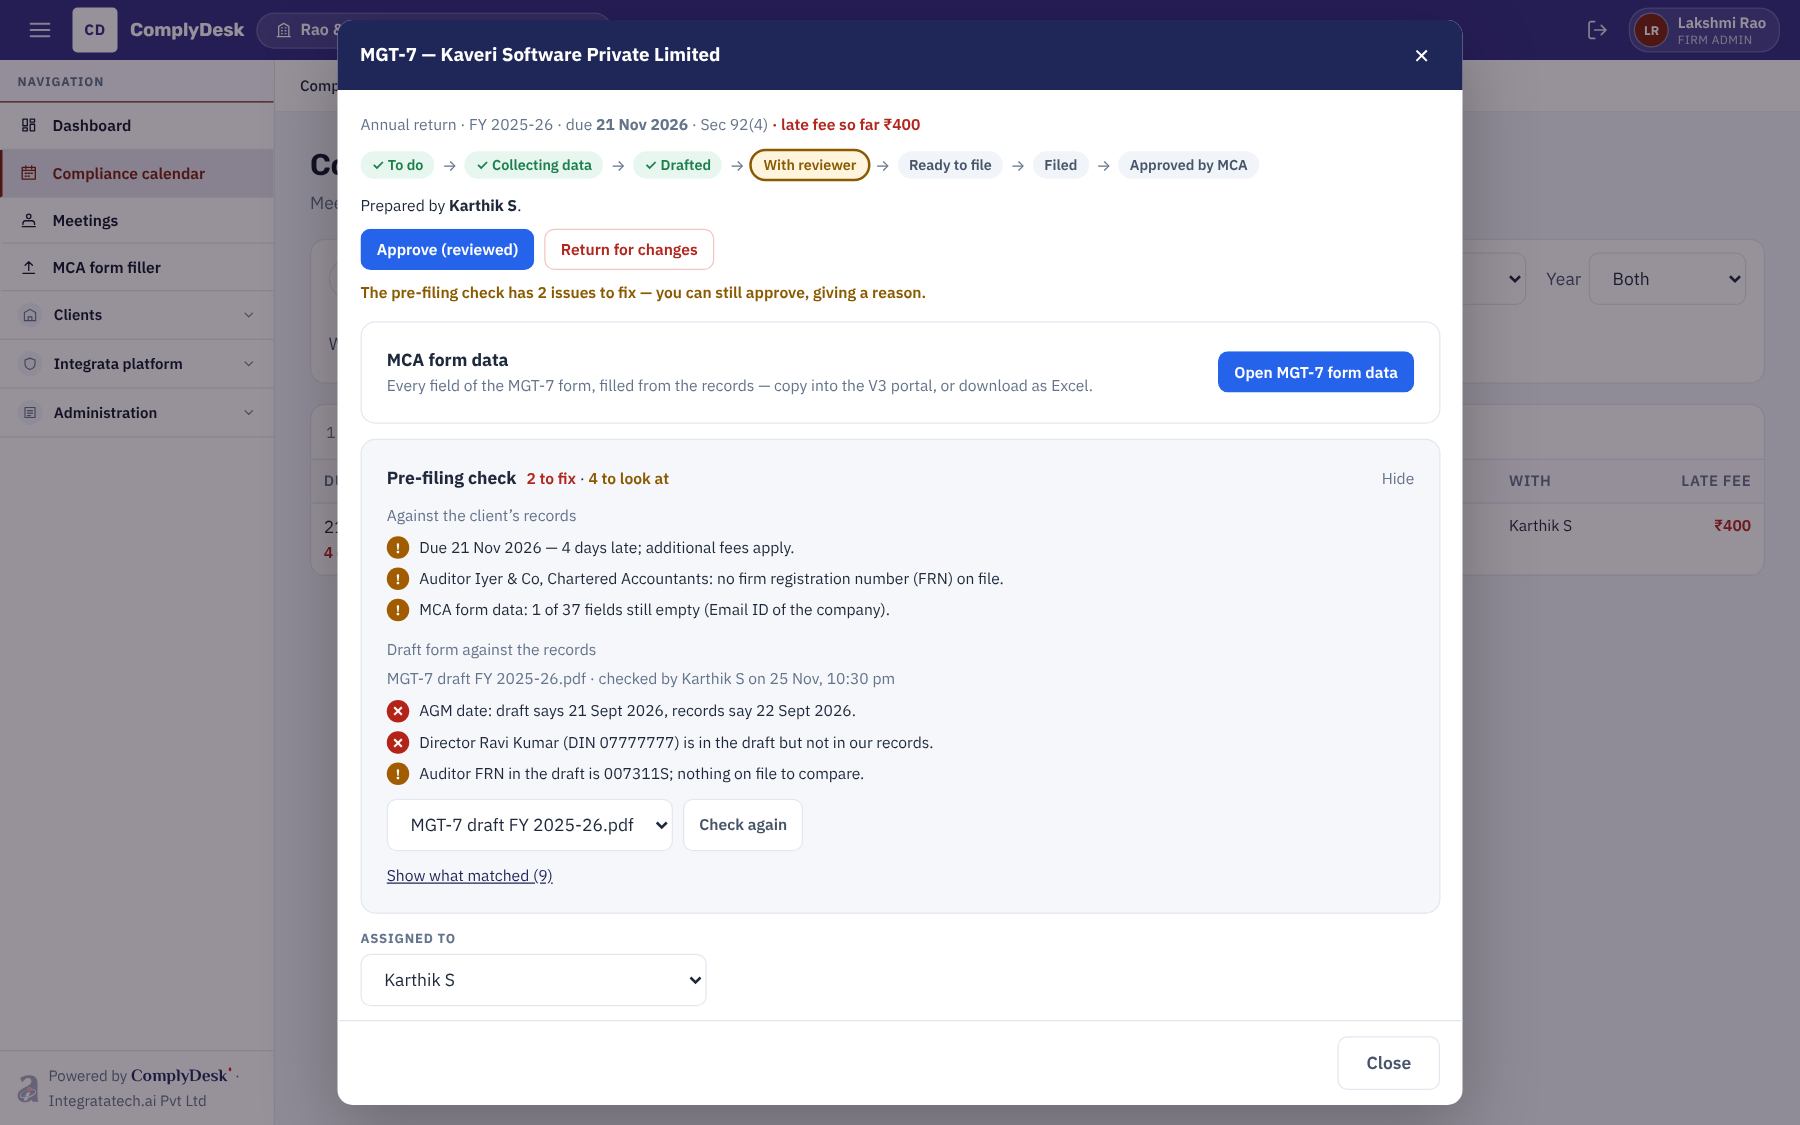 CD ComplyDesk Rao &
Lakshmi Rao
LR
FIRM ADMIN
NAVIGATION
Dashboard
Compliance calendar
Meetings
MCA form filler
Clients
Integrata platform
Administration
Powered by ComplyDesk ·
Integratatech.ai Pvt Ltd
MGT-7 — Kaveri Software Private Limited
Annual return · FY 2025-26 · due 21 Nov 2026 · Sec 92(4) · late fee so far ₹400
✓ To do → ✓ Collecting data → ✓ Drafted → With reviewer → Ready to file → Filed → Approved by MCA
Prepared by Karthik S.
Approve (reviewed) Return for changes
The pre-filing check has 2 issues to fix — you can still approve, giving a reason.
MCA form data
Every field of the MGT-7 form, filled from the records — copy into the V3 portal, or download as Excel.
Open MGT-7 form data
Pre-filing check 2 to fix · 4 to look at
Hide
Against the client's records
! Due 21 Nov 2026 — 4 days late; additional fees apply.
! Auditor Iyer & Co, Chartered Accountants: no firm registration number (FRN) on file.
! MCA form data: 1 of 37 fields still empty (Email ID of the company).
Draft form against the records
MGT-7 draft FY 2025-26.pdf · checked by Karthik S on 25 Nov, 10:30 pm
AGM date: draft says 21 Sept 2026, records say 22 Sept 2026.
Director Ravi Kumar (DIN 07777777) is in the draft but not in our records.
! Auditor FRN in the draft is 007311S; nothing on file to compare.
MGT-7 draft FY 2025-26.pdf Check again
Show what matched (9)
ASSIGNED TO
Karthik S
Close
Year Both
WITH LATE FEE
Karthik S ₹400